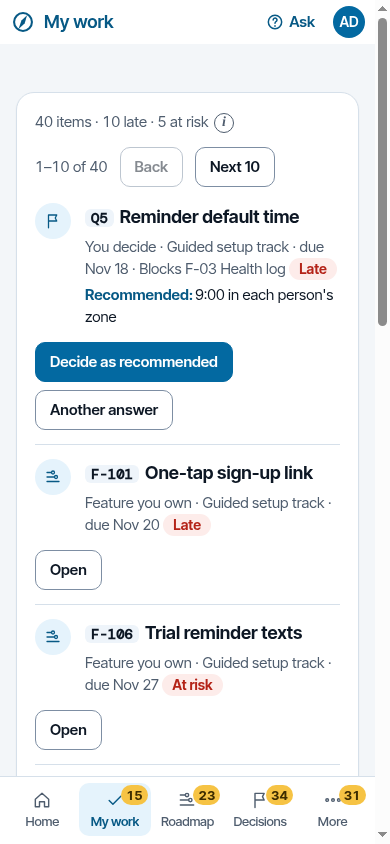 My work
Ask
AD
40 items · 10 late · 5 at risk i
1–10 of 40
Back
Next 10
Q5 Reminder default time
You decide · Guided setup track · due
Nov 18 · Blocks F-03 Health log Late
Recommended: 9:00 in each person's
zone
Decide as recommended
Another answer
F-101 One-tap sign-up link
Feature you own · Guided setup track ·
due Nov 20 Late
Open
F-106 Trial reminder texts
Feature you own · Guided setup track ·
due Nov 27 At risk
Open
15 23 34 31
Home My work Roadmap Decisions More